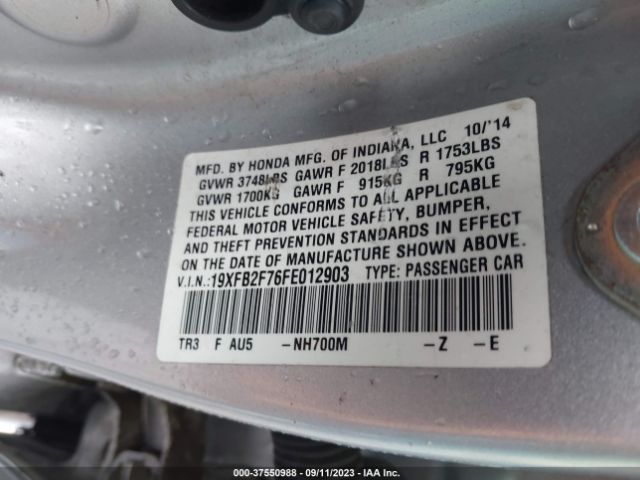 MFD. BY HONDA MFG. OF INDIANA, LLC 10/'14
GVWR 3748LBS GAWR F 2018LBS R 1753LBS
GVWR 1700KG GAWR F 915KG R 795KG
THIS VEHICLE CONFORMS TO ALL APPLICABLE
FEDERAL MOTOR VEHICLE SAFETY, BUMPER,
AND THEFT PREVENTION STANDARDS IN EFFECT
ON THE DATE OF MANUFACTURE SHOWN ABOVE.
V.I.N.:19XFB2F76FE012903 TYPE: PASSENGER CAR
TR3 F AU5 -NH700M -Z -E
000-37550988 - 09/11/2023 - IAA Inc.